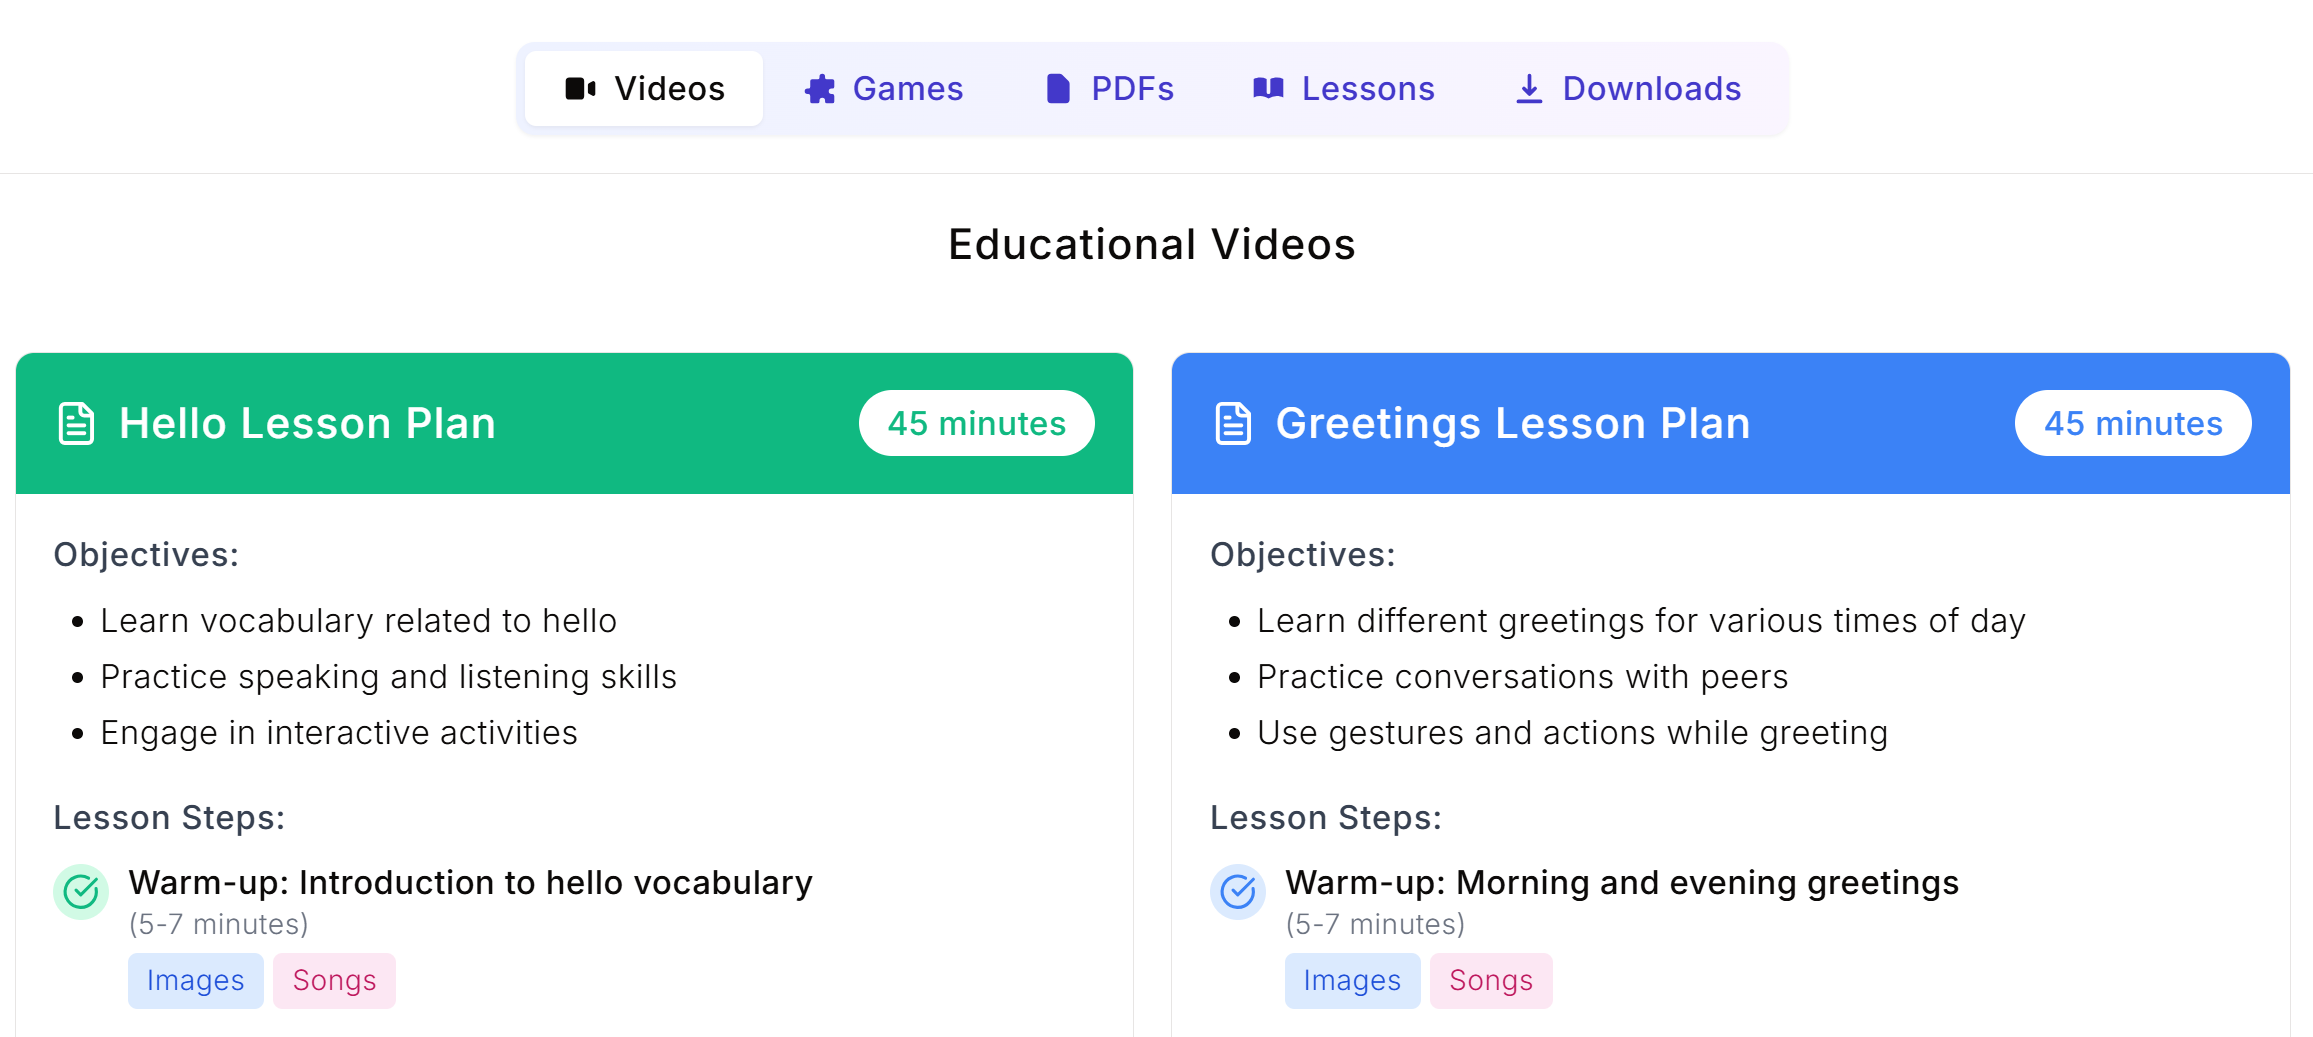 Videos Games PDFs Lessons Downloads
Educational Videos
Hello Lesson Plan 45 minutes
Objectives:
• Learn vocabulary related to hello
• Practice speaking and listening skills
• Engage in interactive activities
Lesson Steps:
Warm-up: Introduction to hello vocabulary
(5-7 minutes)
Images Songs
Greetings Lesson Plan 45 minutes
Objectives:
• Learn different greetings for various times of day
• Practice conversations with peers
• Use gestures and actions while greeting
Lesson Steps:
Warm-up: Morning and evening greetings
(5-7 minutes)
Images Songs